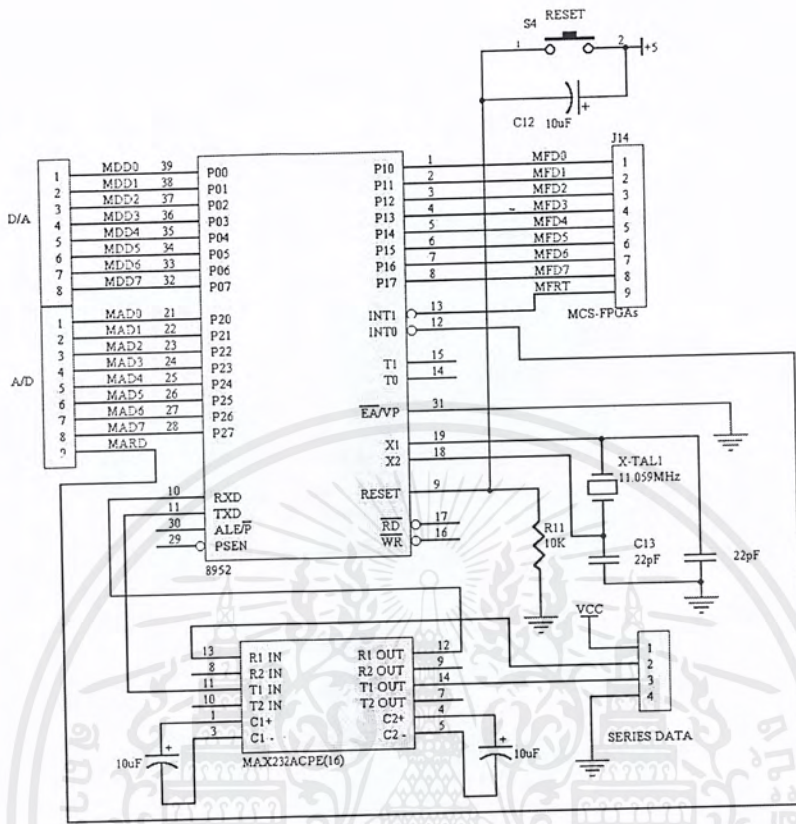 RESET
S4
1
2
+5
C12 10uF
+
J14
D/A
1 MDD0 39 P00
2 MDD1 38 P01
3 MDD2 37 P02
4 MDD3 36 P03
5 MDD4 35 P04
6 MDD5 34 P05
7 MDD6 33 P06
8 MDD7 32 P07
A/D
1 MAD0 21 P20
2 MAD1 22 P21
3 MAD2 23 P22
4 MAD3 24 P23
5 MAD4 25 P24
6 MAD5 26 P25
7 MAD6 27 P26
8 MAD7 28 P27
9 MARD
10 RXD
11 TXD
30 ALE/P
29 PSEN
8952
P10 1 MFD0 1
P11 2 MFD1 2
P12 3 MFD2 3
P13 4 MFD3 4
P14 5 MFD4 5
P15 6 MFD5 6
P16 7 MFD6 7
P17 8 MFD7 8
MFRT 9
INT1 13
INT0 12
MCS-FPGAs
T1 15
T0 14
EA/VP 31
X1 19
X2 18
RESET 9
RD 17
WR 16
X-TAL1
11.059MHz
R11
10K
C13
22pF
22pF
VCC
1
2
3
4
SERIES DATA
13 R1 IN
8 R2 IN
11 T1 IN
10 T2 IN
1 C1+
3 C1 -
R1 OUT 12
R2 OUT 9
T1 OUT 14
T2 OUT 7
C2+ 4
C2 - 5
10uF
+
+
10uF
MAX232ACPE(16)